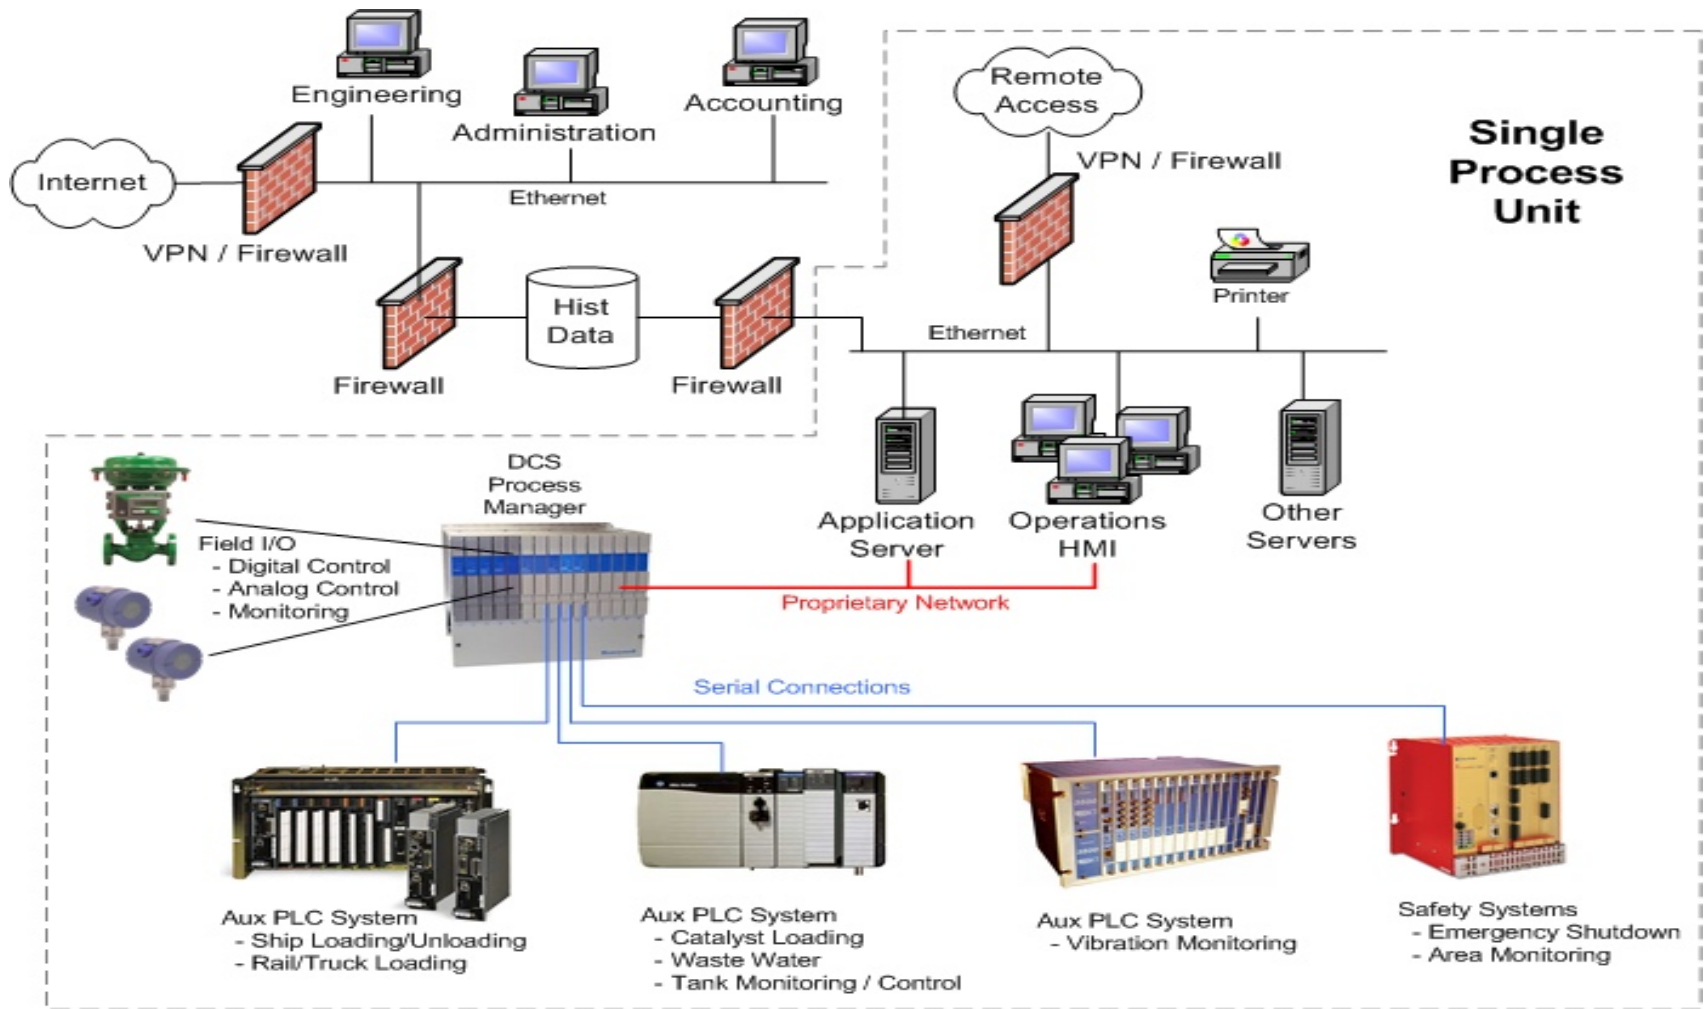 Engineering
Administration
Accounting
Internet
VPN / Firewall
Ethernet
Firewall
Hist
Data
Firewall
Remote
Access
VPN / Firewall
Single
Process
Unit
Printer
Ethernet
Application
Server
Operations
HMI
Other
Servers
Proprietary Network
DCS
Process
Manager
Field I/O
- Digital Control
- Analog Control
- Monitoring
Serial Connections
Aux PLC System
- Ship Loading/Unloading
- Rail/Truck Loading
Aux PLC System
- Catalyst Loading
- Waste Water
- Tank Monitoring / Control
Aux PLC System
- Vibration Monitoring
Safety Systems
- Emergency Shutdown
- Area Monitoring